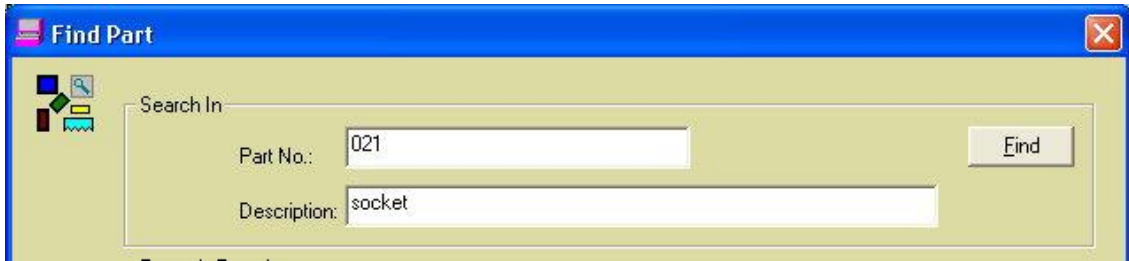 Find Part
Search In
Part No.: 021 Find
Description: socket